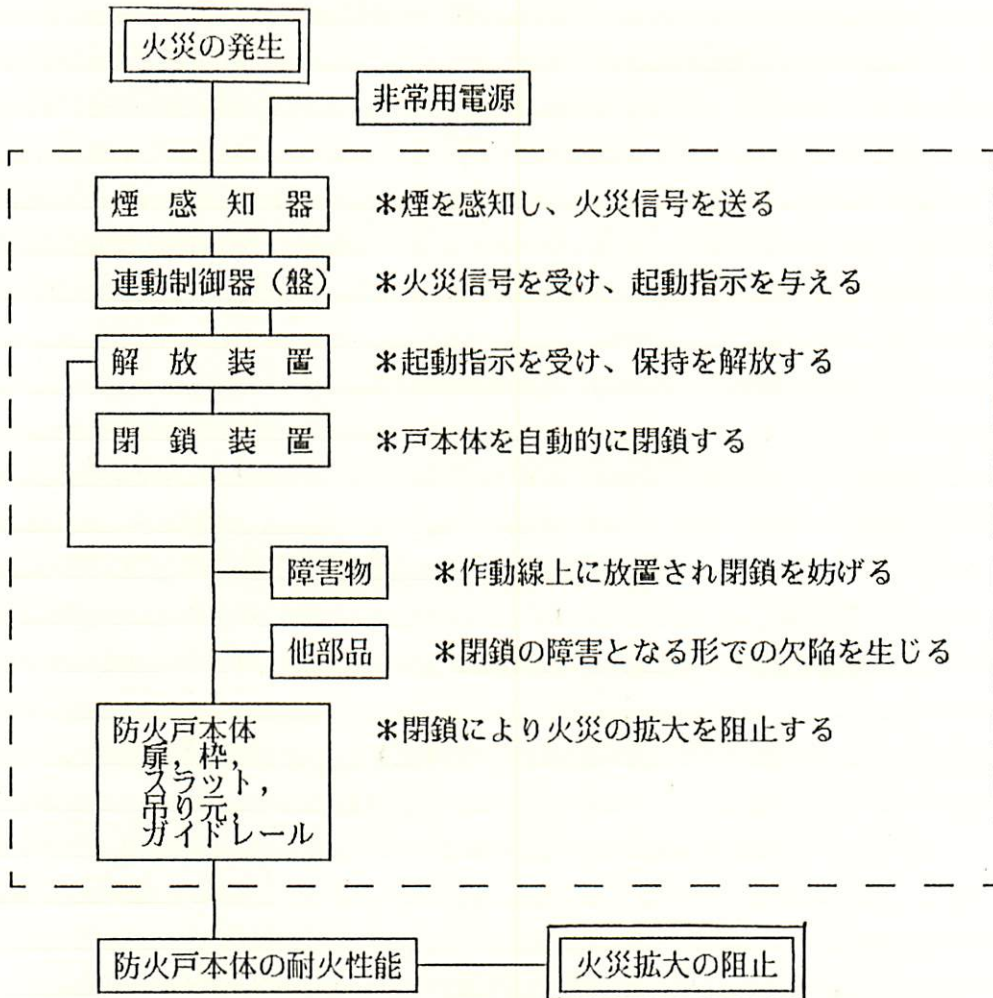 火災の発生
非常用電源
煙感知器 *煙を感知し、火災信号を送る
連動制御器（盤） *火災信号を受け、起動指示を与える
解放装置 *起動指示を受け、保持を解放する
閉鎖装置 *戸本体を自動的に閉鎖する
障害物 *作動線上に放置され閉鎖を妨げる
他部品 *閉鎖の障害となる形での欠陥を生じる
防火戸本体 *閉鎖により火災の拡大を阻止する
扉，枠，
スラット，
吊り元，
ガイドレール
防火戸本体の耐火性能 火災拡大の阻止